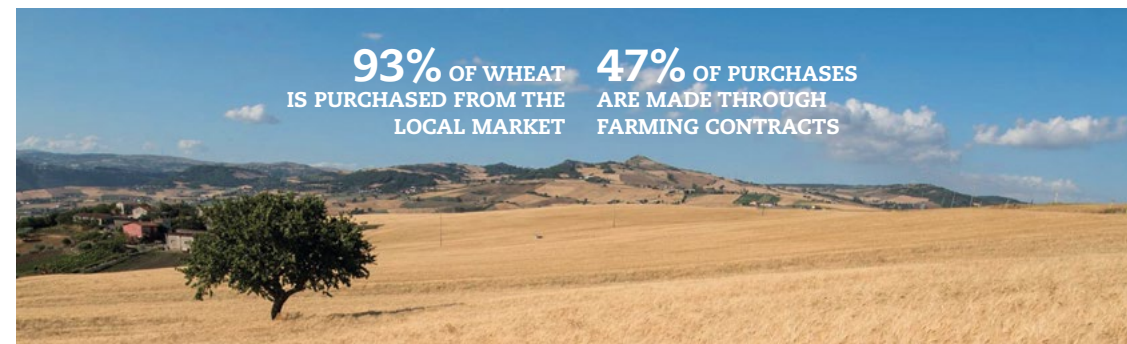 93% OF WHEAT
IS PURCHASED FROM THE
LOCAL MARKET
47% OF PURCHASES
ARE MADE THROUGH
FARMING CONTRACTS